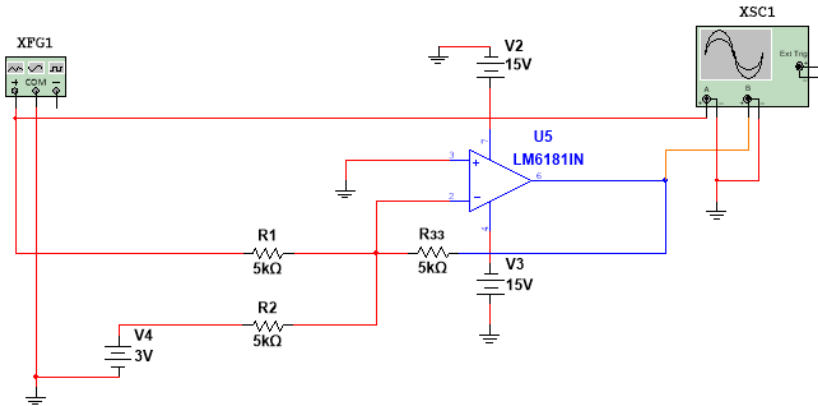 XSC1
XFG1
V2
15V
Ext Trig
+
-
COM
+
-
A
B
+
-
+
-
7
U5
LM6181IN
3
+
6
2
-
4
R1
5kΩ
R33
5kΩ
V3
15V
R2
5kΩ
V4
3V